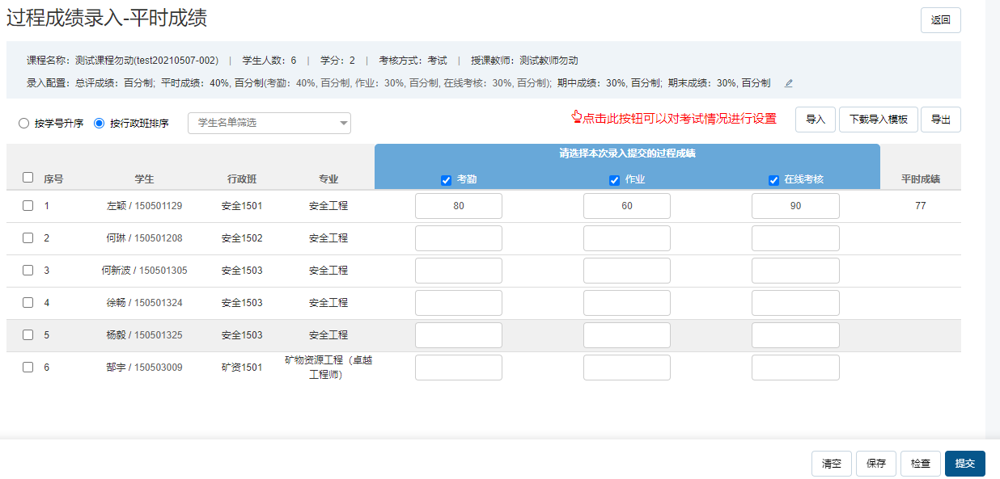 过程成绩录入-平时成绩
返回
课程名称：测试课程勿动(test20210507-002) | 学生人数：6 | 学分：2 | 考核方式：考试 | 授课教师：测试教师勿动
录入配置：总评成绩：百分制; 平时成绩：40%, 百分制(考勤：40%, 百分制, 作业：30%, 百分制, 在线考核：30%, 百分制); 期中成绩：30%, 百分制; 期末成绩：30%, 百分制
按学号升序 按行政班排序 学生名单筛选 点击此按钮可以对考试情况进行设置 导入 下载导入模板 导出
请选择本次录入提交的过程成绩
序号 学生 行政班 专业 考勤 作业 在线考核 平时成绩
1 左颖 / 150501129 安全1501 安全工程 80 60 90 77
2 何琳 / 150501208 安全1502 安全工程
3 何新波 / 150501305 安全1503 安全工程
4 徐畅 / 150501324 安全1503 安全工程
5 杨毅 / 150501325 安全1503 安全工程
6 郜宇 / 150503009 矿资1501 矿物资源工程（卓越
工程师）
清空 保存 检查 提交